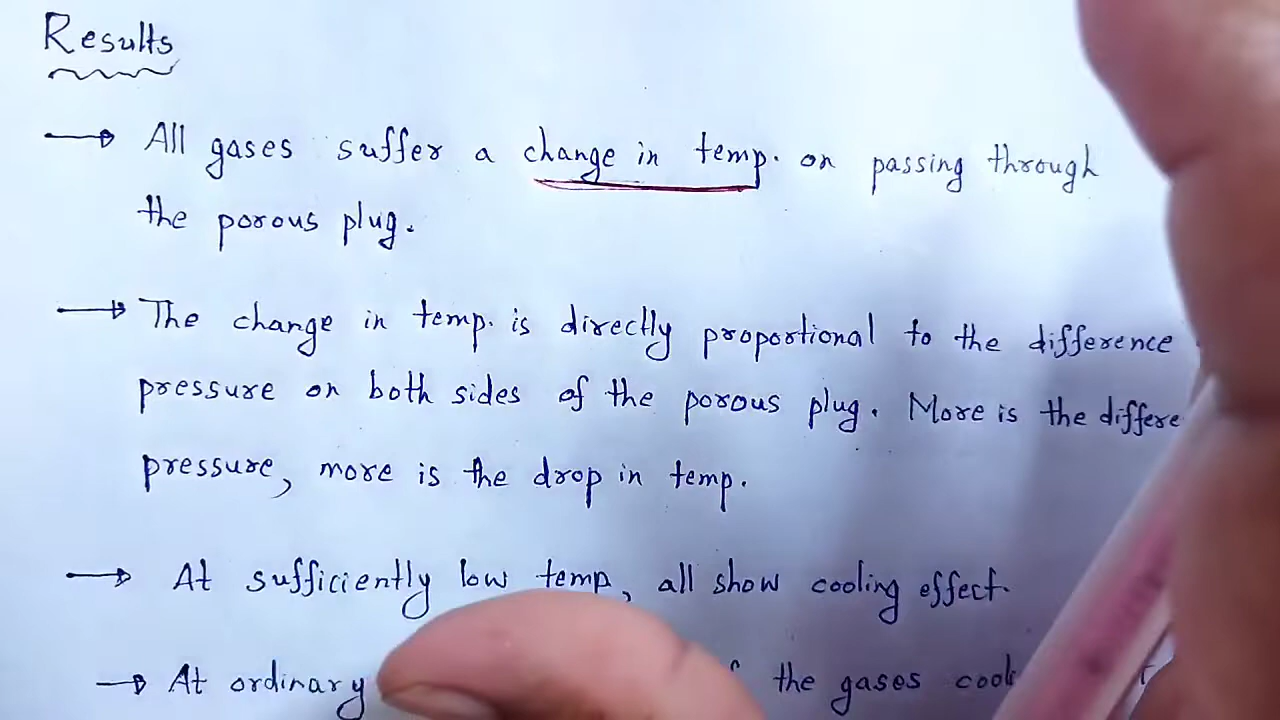 Results
→ All gases suffer a change in temp. on passing through
the porous plug.
→ The change in temp. is directly proportional to the difference
pressure on both sides of the porous plug. More is the
pressure, more is the drop in temp.
→ At sufficiently low temp, all show cooling effect.
→ At ordinary the gases